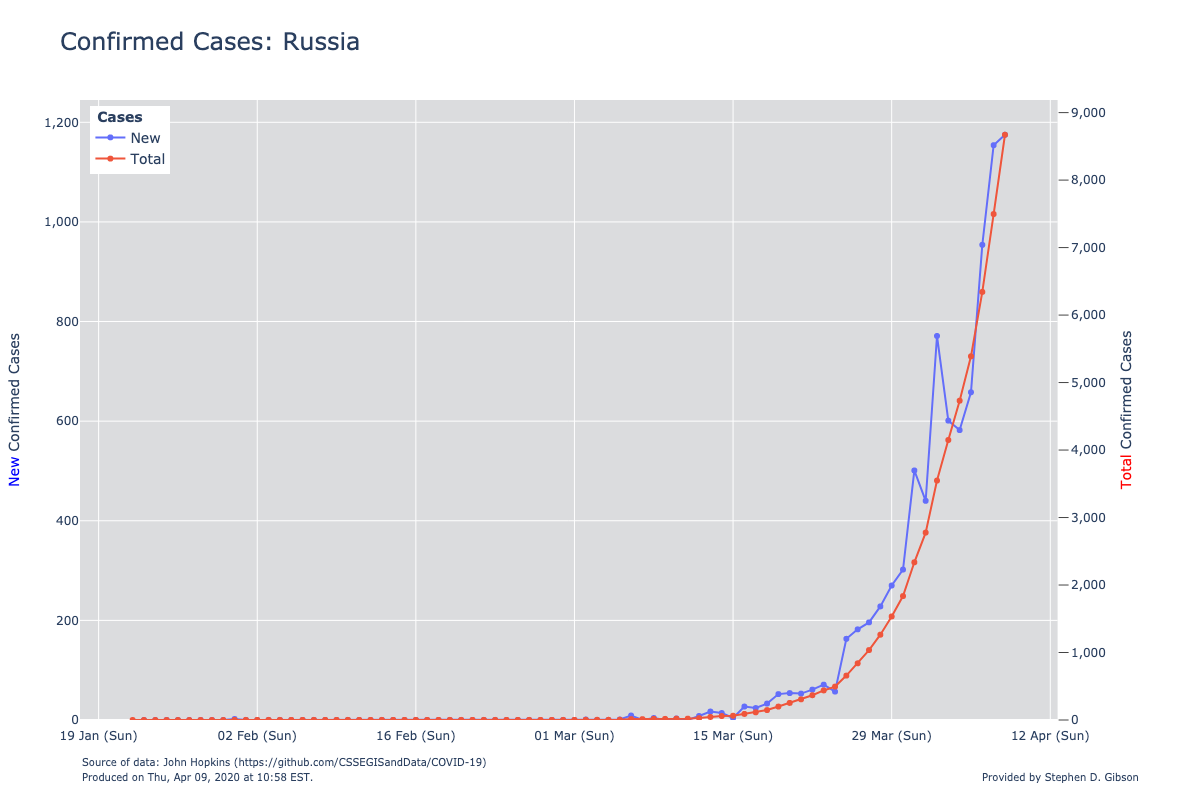 Confirmed Cases: Russia
Cases
New
Total
1,200
1,000
800
600
400
200
0
New Confirmed Cases
9,000
8,000
7,000
6,000
5,000
4,000
3,000
2,000
1,000
0
Total Confirmed Cases
19 Jan (Sun) 02 Feb (Sun) 16 Feb (Sun) 01 Mar (Sun) 15 Mar (Sun) 29 Mar (Sun) 12 Apr (Sun)
Source of data: John Hopkins (https://github.com/CSSEGISandData/COVID-19)
Produced on Thu, Apr 09, 2020 at 10:58 EST.
Provided by Stephen D. Gibson